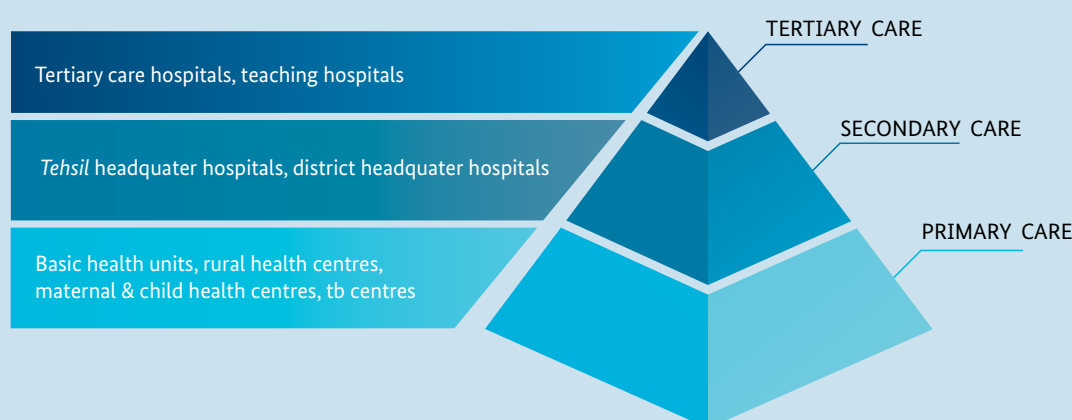 TERTIARY CARE
Tertiary care hospitals, teaching hospitals
SECONDARY CARE
Tehsil headquater hospitals, district headquater hospitals
PRIMARY CARE
Basic health units, rural health centres,
maternal & child health centres, tb centres